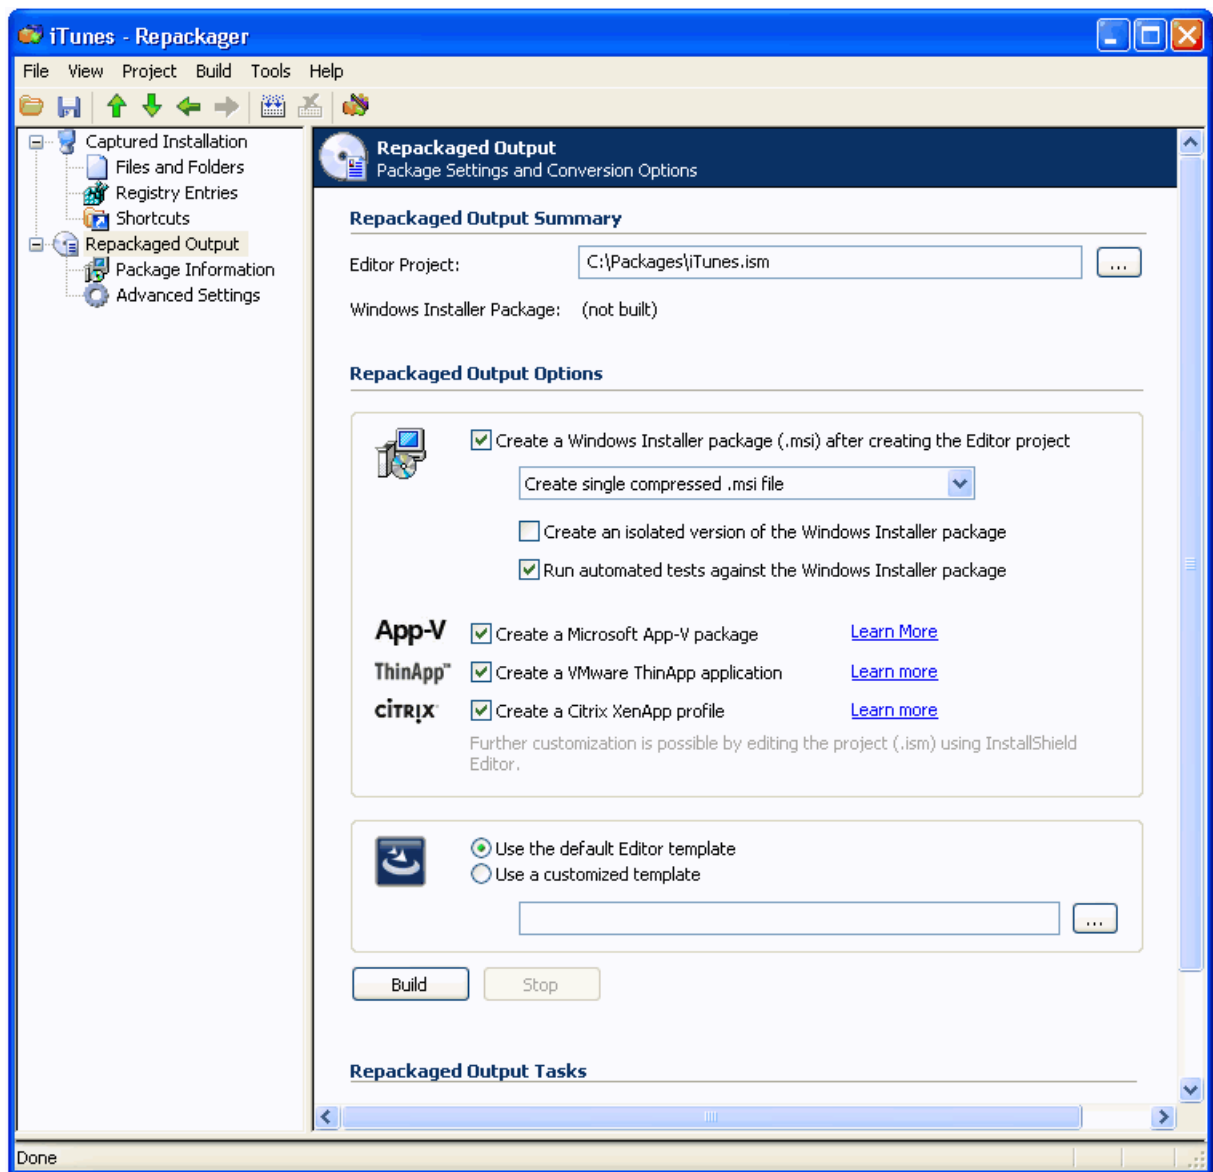 iTunes - Repackager
File View Project Build Tools Help
Captured Installation
Files and Folders
Registry Entries
Shortcuts
Repackaged Output
Package Information
Advanced Settings
Repackaged Output
Package Settings and Conversion Options
Repackaged Output Summary
Editor Project: C:\Packages\iTunes.ism ...
Windows Installer Package: (not built)
Repackaged Output Options
Create a Windows Installer package (.msi) after creating the Editor project
Create single compressed .msi file
Create an isolated version of the Windows Installer package
Run automated tests against the Windows Installer package
App-V Create a Microsoft App-V package Learn More
ThinApp™ Create a VMware ThinApp application Learn more
CITRIX Create a Citrix XenApp profile Learn more
Further customization is possible by editing the project (.ism) using InstallShield
Editor.
Use the default Editor template
Use a customized template
...
Build Stop
Repackaged Output Tasks
Done